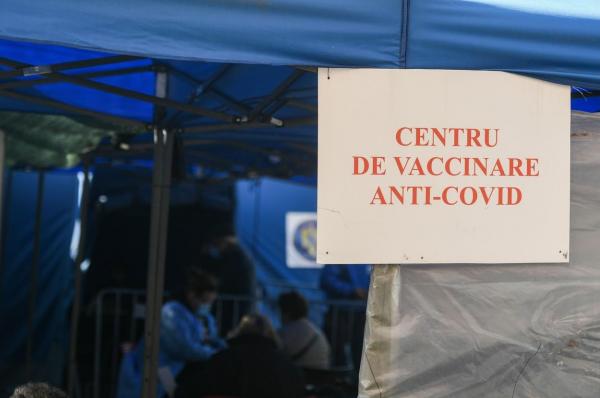 CENTRU
DE VACCINARE
ANTI-COVID